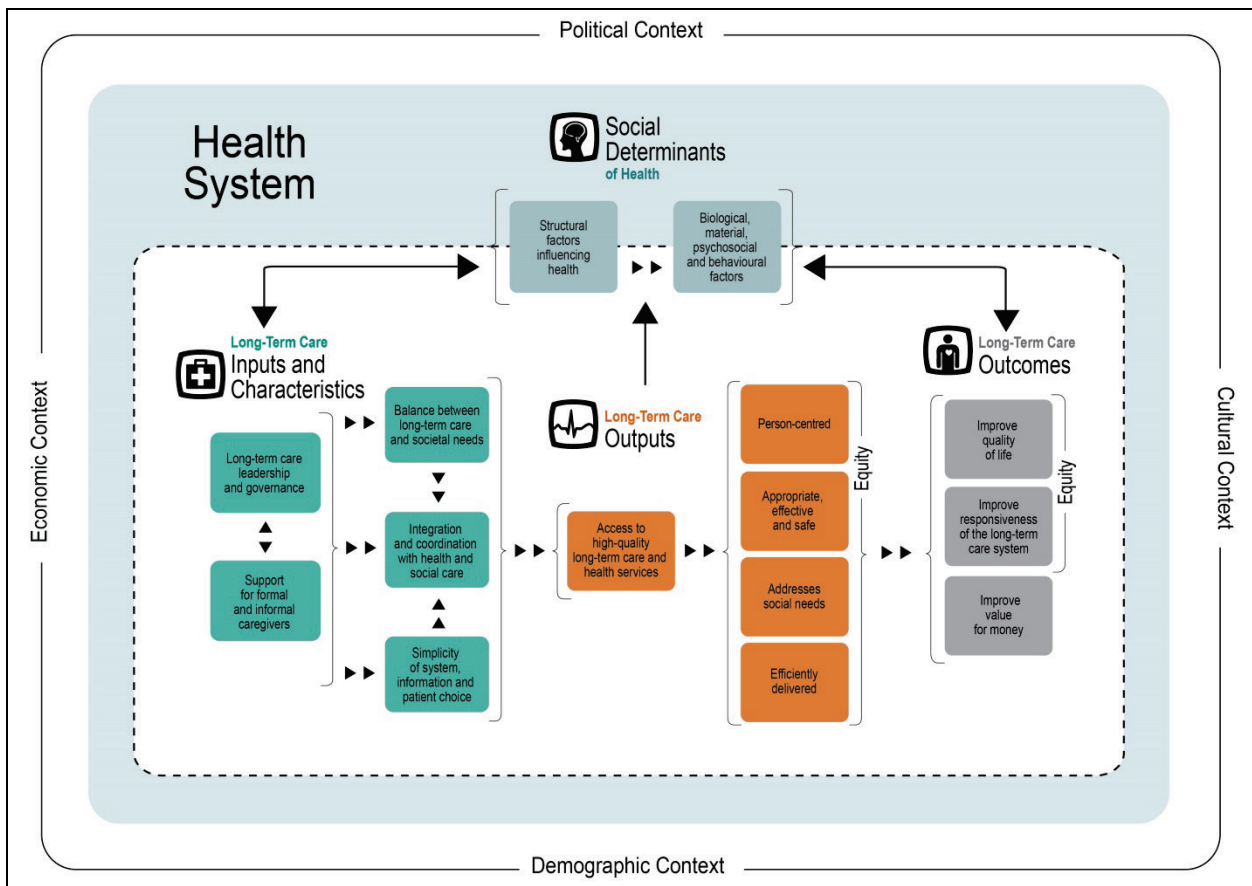 Political Context
Health
System
Social
Determinants
of Health
Structural
factors
influencing
health
Biological,
material,
psychosocial
and behavioural
factors
Economic Context
Cultural Context
Long-Term Care
Inputs and
Characteristics
Long-term care
leadership
and governance
Support
for formal
and informal
caregivers
Balance between
long-term care
and societal needs
Integration
and coordination
with health and
social care
Simplicity
of system,
information and
patient choice
Long-Term Care
Outputs
Access to
high-quality
long-term care and
health services
Person-centred
Appropriate,
effective
and safe
Addresses
social needs
Efficiently
delivered
Equity
Long-Term Care
Outcomes
Improve
quality
of life
Improve
responsiveness
of the long-term
care system
Improve
value
for money
Equity
Demographic Context